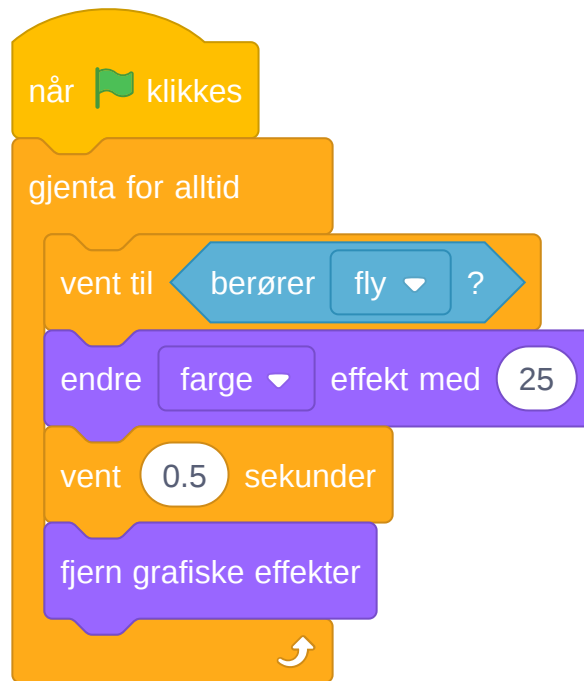 når klikkes
gjenta for alltid
vent til berører fly ?
endre farge effekt med 25
vent 0.5 sekunder
fjern grafiske effekter